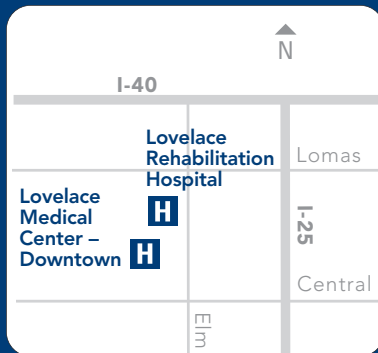 N
I-40
Lovelace
Rehabilitation
Hospital
Lomas
H
Lovelace
Medical
Center –
Downtown
H
I-25
Central
Elm